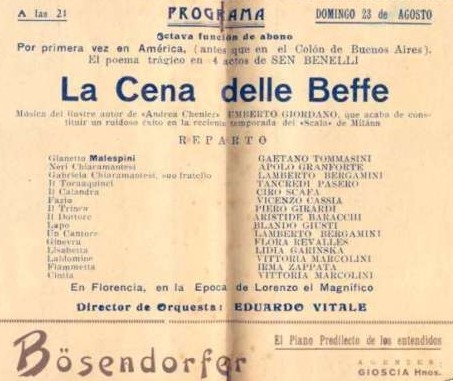 A las 21 PROGRAMA DOMINGO 23 de AGOSTO
Octava función de abono
Por primera vez en América, (antes que en el Colón de Buenos Aires).
El poema trágico en 4 actos de SEN BENELLI
La Cena delle Beffe
Música del ilustre autor de «Andrea Chenier» UMBERTO GIORDANO, que acaba de cons-
tituir un ruidoso éxito en la reciente temporada del «Scala» de Milánn
REPARTO
Gianetto Malespini GAETANO TOMMASINI
Neri Chiaramantesi APOLO GRANFORTE
Gabriela Chiaramantesi, suo fratello LAMBERTO BERGAMINI
Il Tornaquinci TANCREDI PASERO
Il Calandra CIRO SCAFA
Fazio VICENZO CASSIA
Il Trinca PIERO GIRARDI
Il Dottore ARISTIDE BARACCHI
Lapo BLANDO GIUSTI
Un Cantore LAMBERTO BERGAMINI
Ginevra FLORA REVALLES
Lisabetta LIDIA GARINSKA
Laldomine VITTORIA MARCOLINI
Fiammetta IRMA ZAPPATA
Cintia VITTORIA MARCOLINI
En Florencia, en la Epoca de Lorenzo el Magnífico
Director de Orquesta: EDUARDO VITALE
Bösendorfer
El Piano Predilecto de los entendidos
GIOSCIA Hnos.